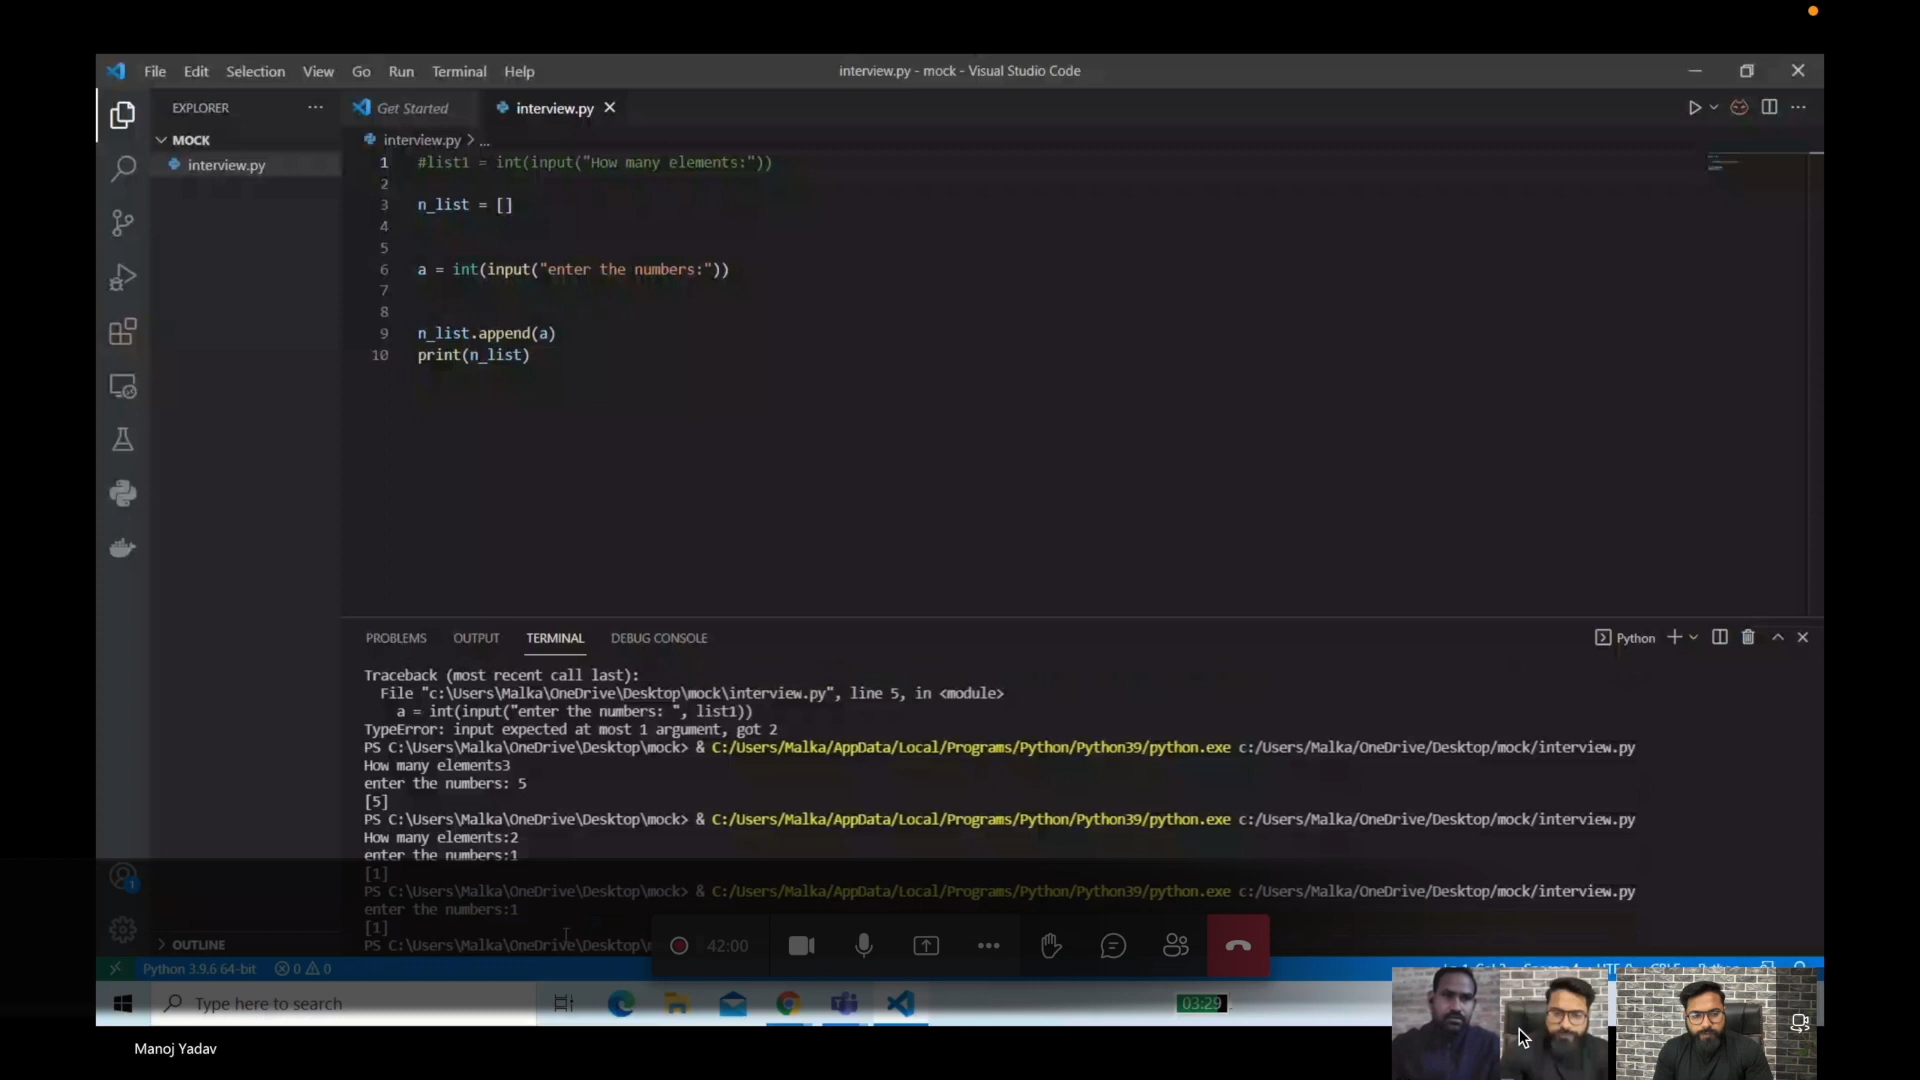 File Edit Selection View Go Run Terminal Help
interview.py - mock - Visual Studio Code
EXPLORER
Get Started
interview.py
MOCK
interview.py
interview.py > ...
1 #list1 = int(input("How many elements:"))
2
3 n_list = []
4
5
6 a = int(input("enter the numbers:"))
7
8
9 n_list.append(a)
10 print(n_list)
PROBLEMS OUTPUT TERMINAL DEBUG CONSOLE
Python
Traceback (most recent call last):
File "c:\Users\Malka\OneDrive\Desktop\mock\interview.py", line 5, in <module>
a = int(input("enter the numbers: ", list1))
TypeError: input expected at most 1 argument, got 2
PS C:\Users\Malka\OneDrive\Desktop\mock> & C:/Users/Malka/AppData/Local/Programs/Python/Python39/python.exe c:/Users/Malka/OneDrive/Desktop/mock/interview.py
How many elements3
enter the numbers: 5
[5]
PS C:\Users\Malka\OneDrive\Desktop\mock> & C:/Users/Malka/AppData/Local/Programs/Python/Python39/python.exe c:/Users/Malka/OneDrive/Desktop/mock/interview.py
How many elements:2
enter the numbers:1
[1]
PS C:\Users\Malka\OneDrive\Desktop\mock> & C:/Users/Malka/AppData/Local/Programs/Python/Python39/python.exe c:/Users/Malka/OneDrive/Desktop/mock/interview.py
enter the numbers:1
[1]
PS C:\Users\Malka\OneDrive\Desktop\m
1
OUTLINE
42:00
Python 3.9.6 64-bit 0 0
Type here to search
03:29
Manoj Yadav